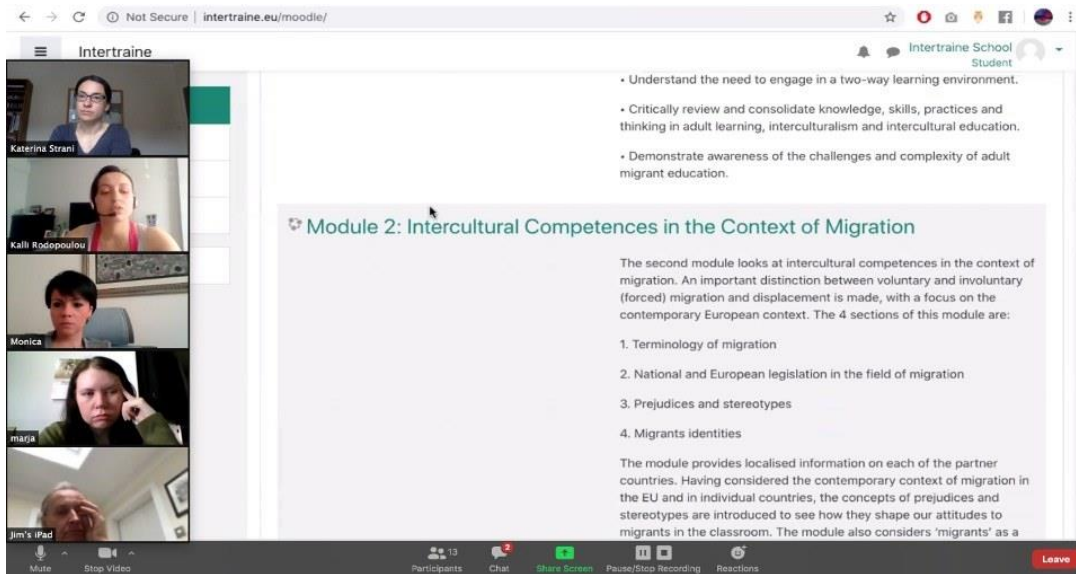 Not Secure | intertraine.eu/moodle/
Intertraine
Intertraine School
Student
Katerina Strani
Kalli Rodopoulou
Monica
marja
Jim's iPad
• Understand the need to engage in a two-way learning environment.
• Critically review and consolidate knowledge, skills, practices and
thinking in adult learning, interculturalism and intercultural education.
• Demonstrate awareness of the challenges and complexity of adult
migrant education.
Module 2: Intercultural Competences in the Context of Migration
The second module looks at intercultural competences in the context of
migration. An important distinction between voluntary and involuntary
(forced) migration and displacement is made, with a focus on the
contemporary European context. The 4 sections of this module are:
1. Terminology of migration
2. National and European legislation in the field of migration
3. Prejudices and stereotypes
4. Migrants identities
The module provides localised information on each of the partner
countries. Having considered the contemporary context of migration in
the EU and in individual countries, the concepts of prejudices and
stereotypes are introduced to see how they shape our attitudes to
migrants in the classroom. The module also considers 'migrants' as a
Mute
Stop Video
13
Participants
2
Chat
Share Screen
Pause/Stop Recording
Reactions
Leave